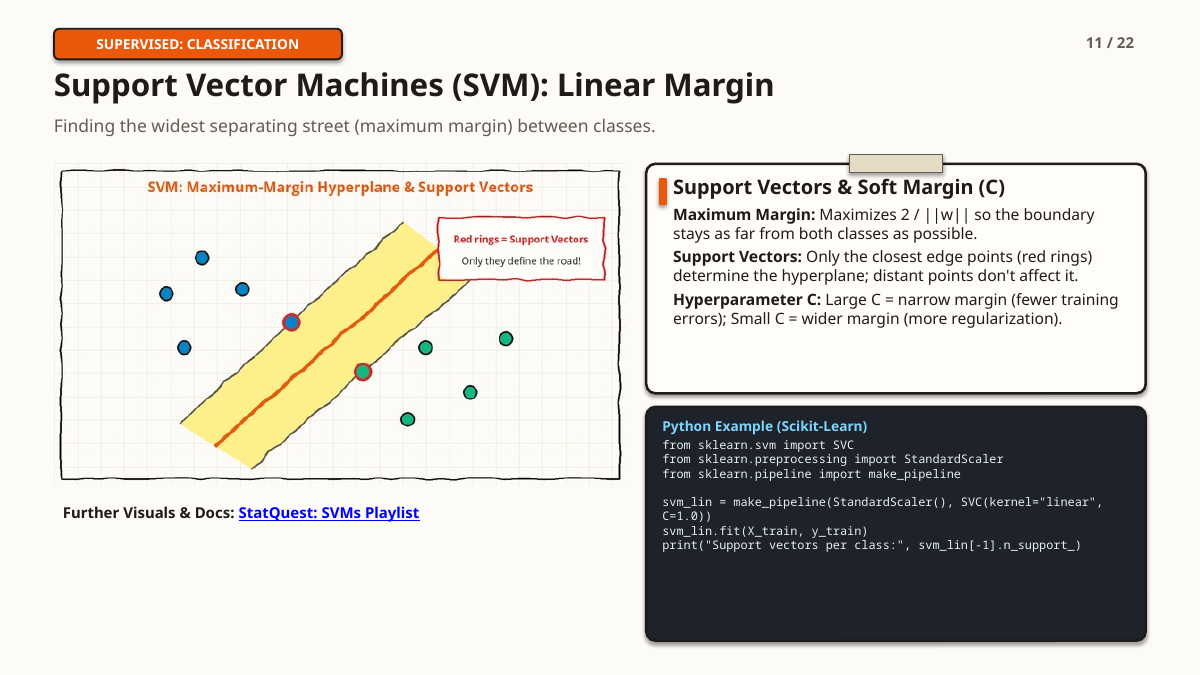 SUPERVISED: CLASSIFICATION
11 / 22
Support Vector Machines (SVM): Linear Margin
Finding the widest separating street (maximum margin) between classes.
SVM: Maximum-Margin Hyperplane & Support Vectors
Red rings = Support Vectors
Only they define the road!
Further Visuals & Docs: StatQuest: SVMs Playlist
Support Vectors & Soft Margin (C)
Maximum Margin: Maximizes 2 / ||w|| so the boundary
stays as far from both classes as possible.
Support Vectors: Only the closest edge points (red rings)
determine the hyperplane; distant points don't affect it.
Hyperparameter C: Large C = narrow margin (fewer training
errors); Small C = wider margin (more regularization).
Python Example (Scikit-Learn)
from sklearn.svm import SVC
from sklearn.preprocessing import StandardScaler
from sklearn.pipeline import make_pipeline
svm_lin = make_pipeline(StandardScaler(), SVC(kernel="linear",
C=1.0))
svm_lin.fit(X_train, y_train)
print("Support vectors per class:", svm_lin[-1].n_support_)